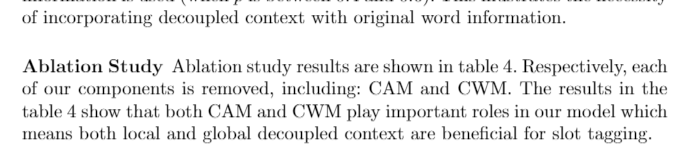 of incorporating decoupled context with original word information.
Ablation Study Ablation study results are shown in table 4. Respectively, each
of our components is removed, including: CAM and CWM. The results in the
table 4 show that both CAM and CWM play important roles in our model which
means both local and global decoupled context are beneficial for slot tagging.